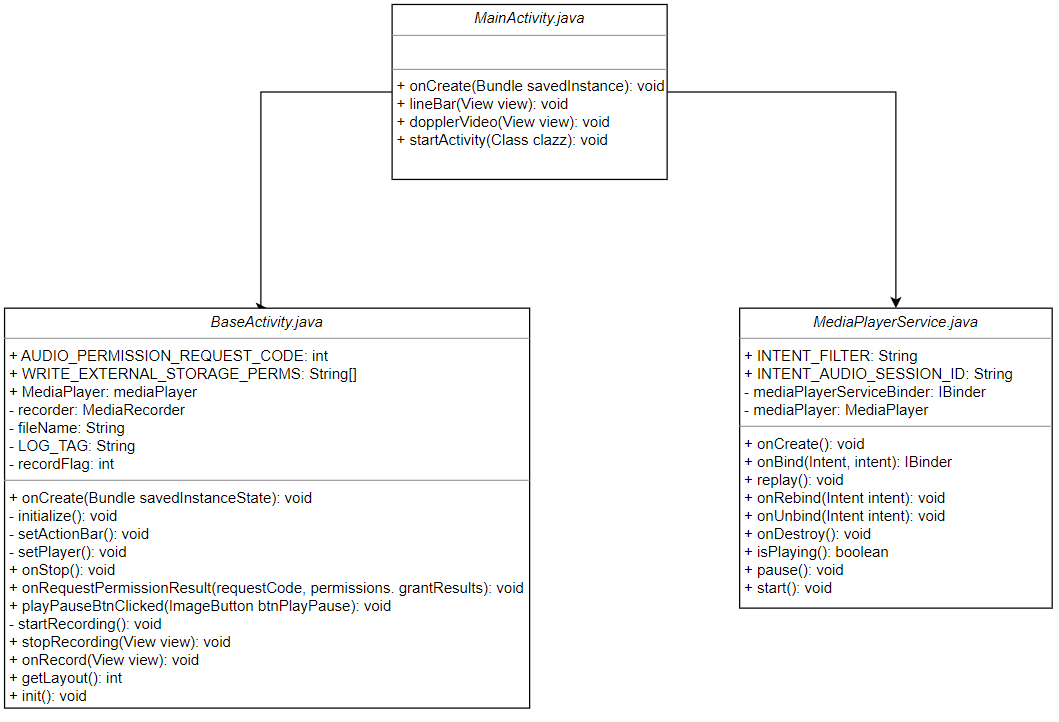 MainActivity.java
+ onCreate(Bundle savedInstance): void
+ lineBar(View view): void
+ dopplerVideo(View view): void
+ startActivity(Class clazz): void
BaseActivity.java
+ AUDIO_PERMISSION_REQUEST_CODE: int
+ WRITE_EXTERNAL_STORAGE_PERMS: String[]
+ MediaPlayer: mediaPlayer
- recorder: MediaRecorder
- fileName: String
- LOG_TAG: String
- recordFlag: int
+ onCreate(Bundle savedInstanceState): void
- initialize(): void
- setActionBar(): void
- setPlayer(): void
+ onStop(): void
+ onRequestPermissionResult(requestCode, permissions. grantResults): void
+ playPauseBtnClicked(ImageButton btnPlayPause): void
- startRecording(): void
+ stopRecording(View view): void
+ onRecord(View view): void
+ getLayout(): int
+ init(): void
MediaPlayerService.java
+ INTENT_FILTER: String
+ INTENT_AUDIO_SESSION_ID: String
- mediaPlayerServiceBinder: IBinder
- mediaPlayer: MediaPlayer
+ onCreate(): void
+ onBind(Intent, intent): IBinder
+ replay(): void
+ onRebind(Intent intent): void
+ onUnbind(Intent intent): void
+ onDestroy(): void
+ isPlaying(): boolean
+ pause(): void
+ start(): void